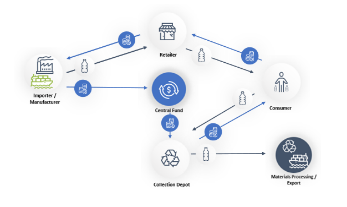 Retailer
Importer /
Manufacturer
Central Fund
Consumer
Collection Depot
Materials Processing /
Export